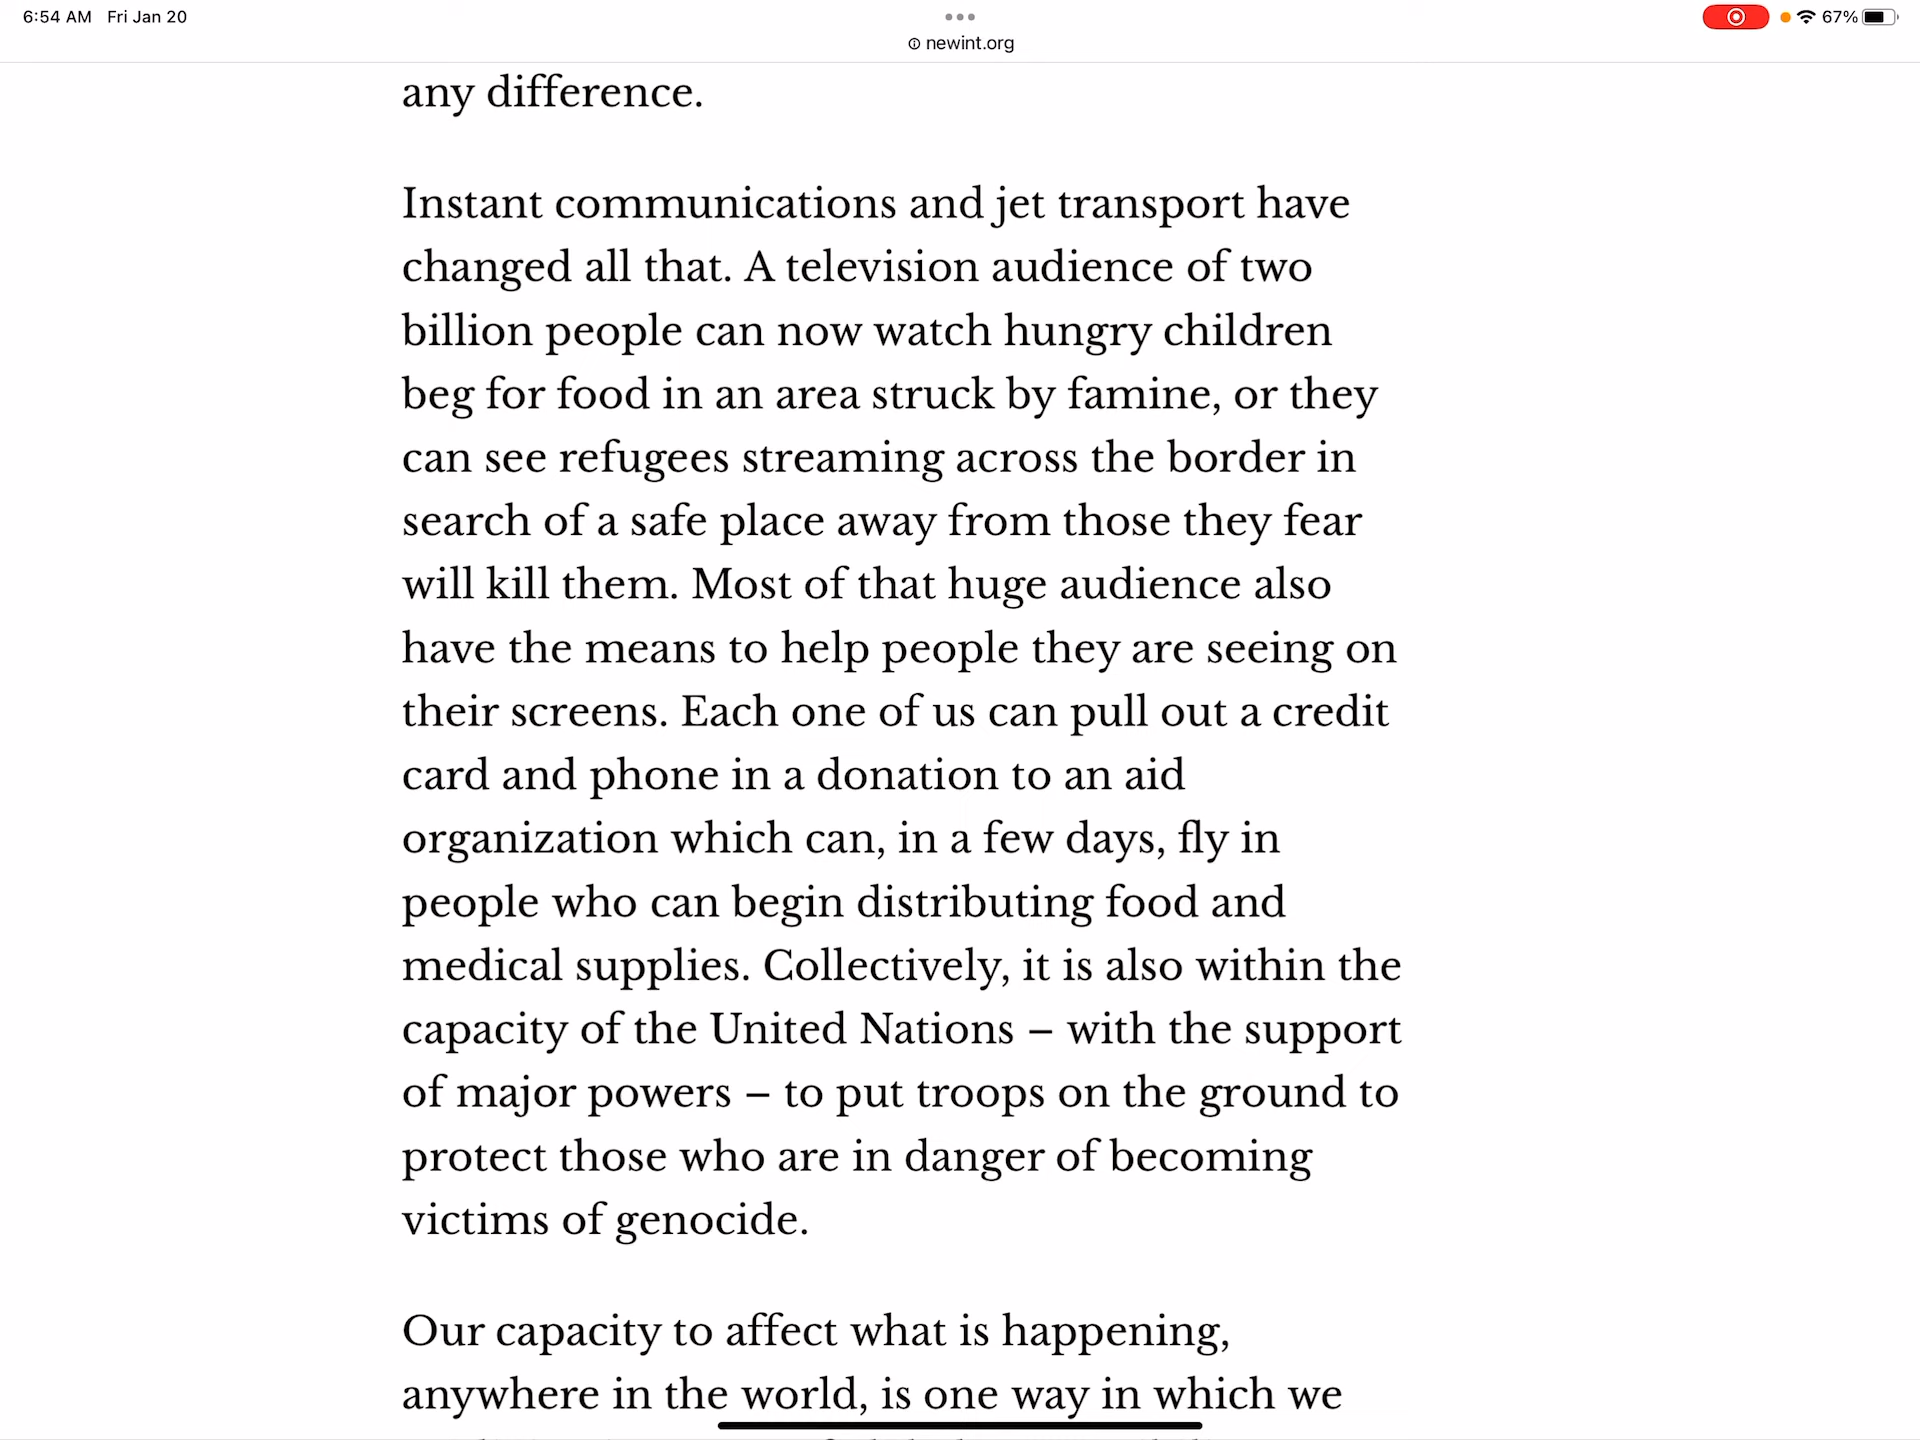 6:54 AM Fri Jan 20
67%
newint.org
any difference.
Instant communications and jet transport have
changed all that. A television audience of two
billion people can now watch hungry children
beg for food in an area struck by famine, or they
can see refugees streaming across the border in
search of a safe place away from those they fear
will kill them. Most of that huge audience also
have the means to help people they are seeing on
their screens. Each one of us can pull out a credit
card and phone in a donation to an aid
organization which can, in a few days, fly in
people who can begin distributing food and
medical supplies. Collectively, it is also within the
capacity of the United Nations – with the support
of major powers – to put troops on the ground to
protect those who are in danger of becoming
victims of genocide.
Our capacity to affect what is happening,
anywhere in the world, is one way in which we